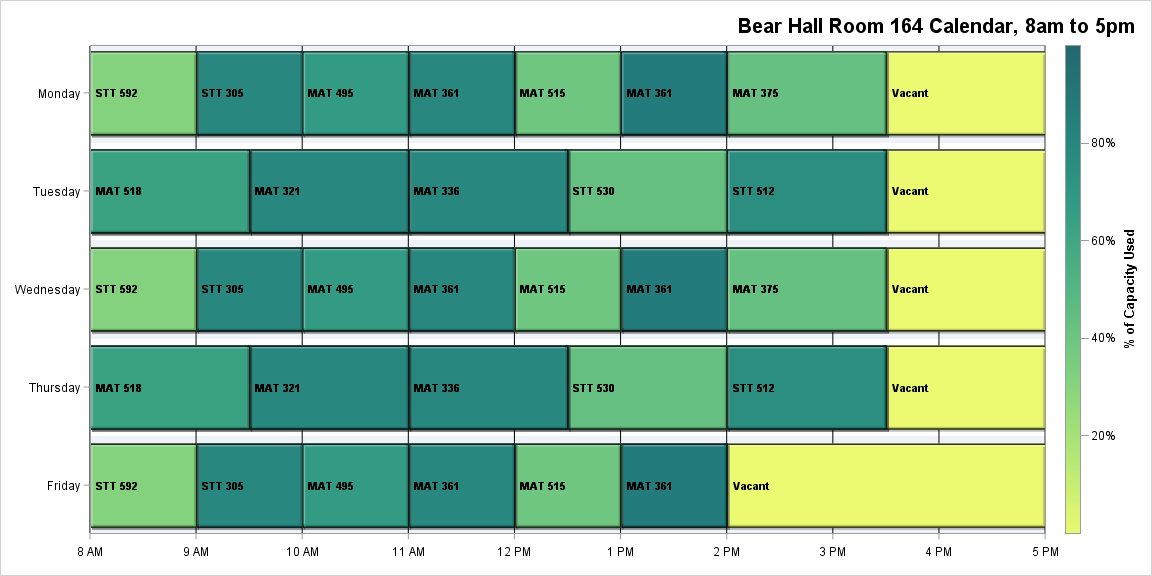 Bear Hall Room 164 Calendar, 8am to 5pm
Monday
STT 592
STT 305
MAT 495
MAT 361
MAT 515
MAT 361
MAT 375
Vacant
Tuesday
MAT 518
MAT 321
MAT 336
STT 530
STT 512
Vacant
Wednesday
STT 592
STT 305
MAT 495
MAT 361
MAT 515
MAT 361
MAT 375
Vacant
Thursday
MAT 518
MAT 321
MAT 336
STT 530
STT 512
Vacant
Friday
STT 592
STT 305
MAT 495
MAT 361
MAT 515
MAT 361
Vacant
8 AM
9 AM
10 AM
11 AM
12 PM
1 PM
2 PM
3 PM
4 PM
5 PM
80%
60%
40%
20%
% of Capacity Used